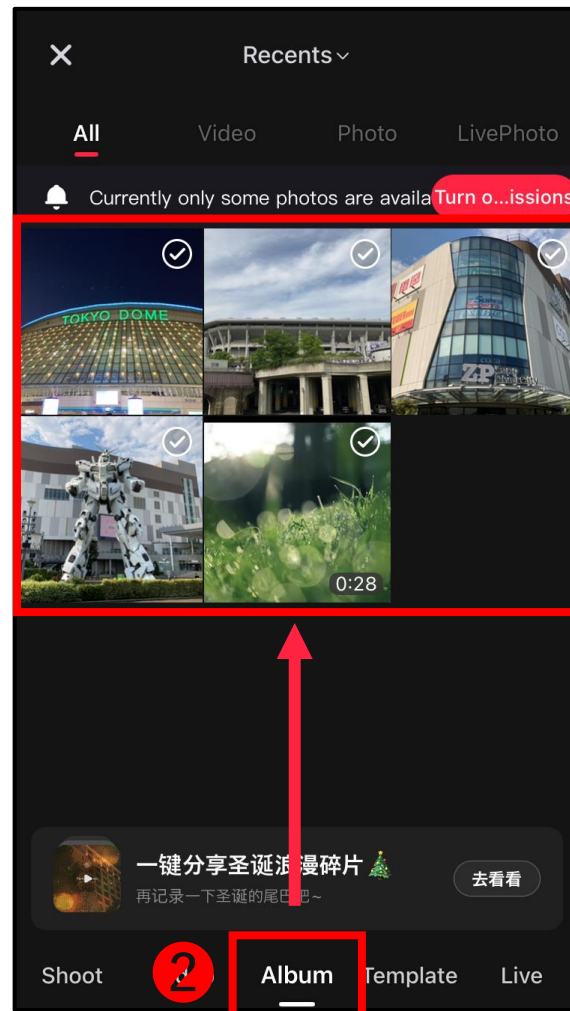 Recents
All Video Photo LivePhoto
Currently only some photos are availa Turn o...issions
TOKYO DOME
ZP
0:28
一键分享圣诞浪漫碎片🎄
再记录一下圣诞的尾巴吧~
去看看
Shoot 2 Album Template Live